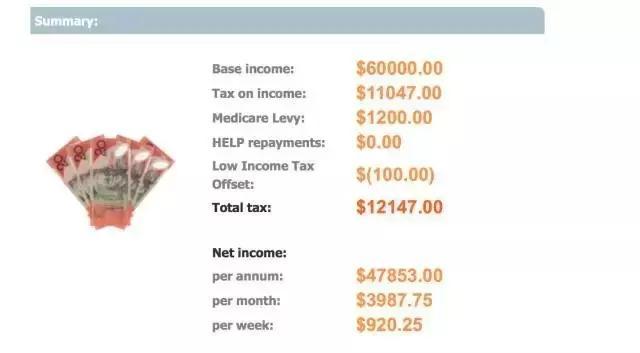 Summary:
Base income: $60000.00
Tax on income: $11047.00
Medicare Levy: $1200.00
HELP repayments: $0.00
Low Income Tax
Offset: $(100.00)
Total tax: $12147.00
Net income:
per annum: $47853.00
per month: $3987.75
per week: $920.25